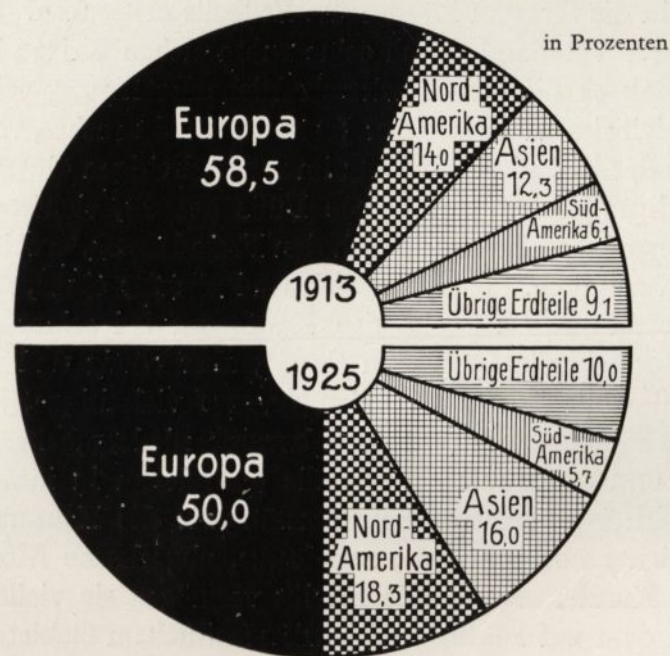 in Prozenten
Europa
58,5
Nord-
Amerika
14,0
Asien
12,3
Süd-
Amerika 6,1
Übrige Erdteile 9,1
1913
1925
Übrige Erdteile 10,0
Süd-
Amerika
5,7
Asien
16,0
Nord-
Amerika
18,3
Europa
50,0